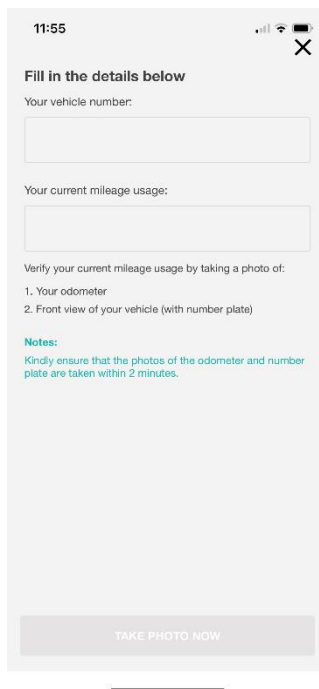 11:55
Fill in the details below
Your vehicle number:
Your current mileage usage:
Verify your current mileage usage by taking a photo of:
1. Your odometer
2. Front view of your vehicle (with number plate)
Notes:
Kindly ensure that the photos of the odometer and number
plate are taken within 2 minutes.
TAKE PHOTO NOW